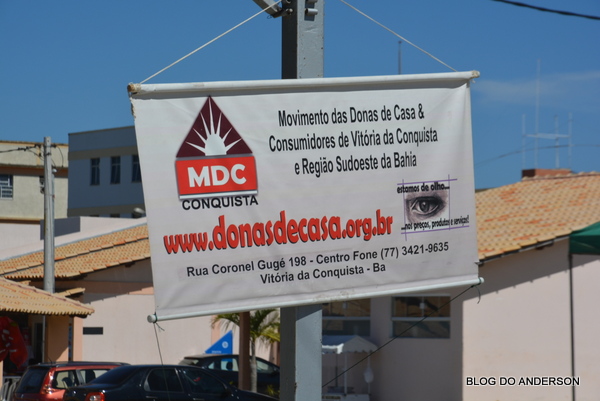 Movimento das Donas de Casa &
Consumidores de Vitória da Conquista
e Região Sudoeste da Bahia
MDC
CONQUISTA
estamos de olho...
...nos preços, produtos e serviços!
www.donasdecasa.org.br
Rua Coronel Gugé 198 - Centro Fone (77) 3421-9635
Vitória da Conquista - Ba
BLOG DO ANDERSON